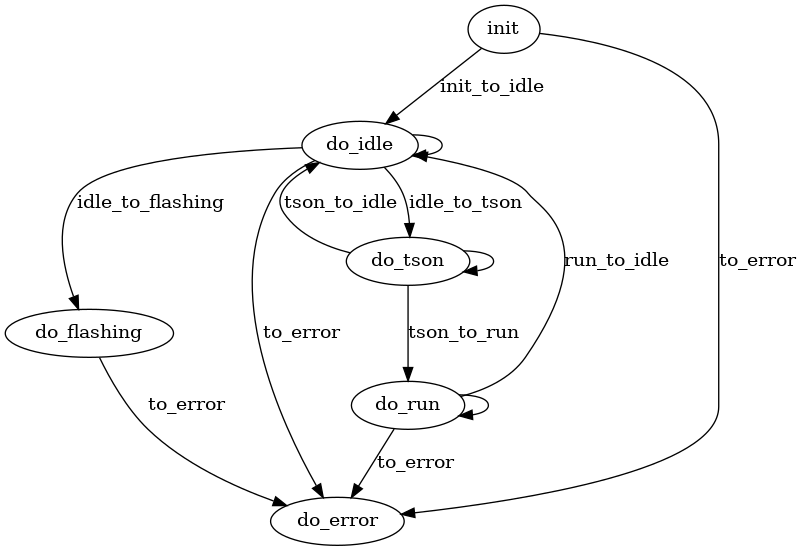 init
init_to_idle
do_idle
idle_to_flashing
tson_to_idle
idle_to_tson
do_tson
run_to_idle
to_error
do_flashing
to_error
tson_to_run
to_error
do_run
to_error
do_error